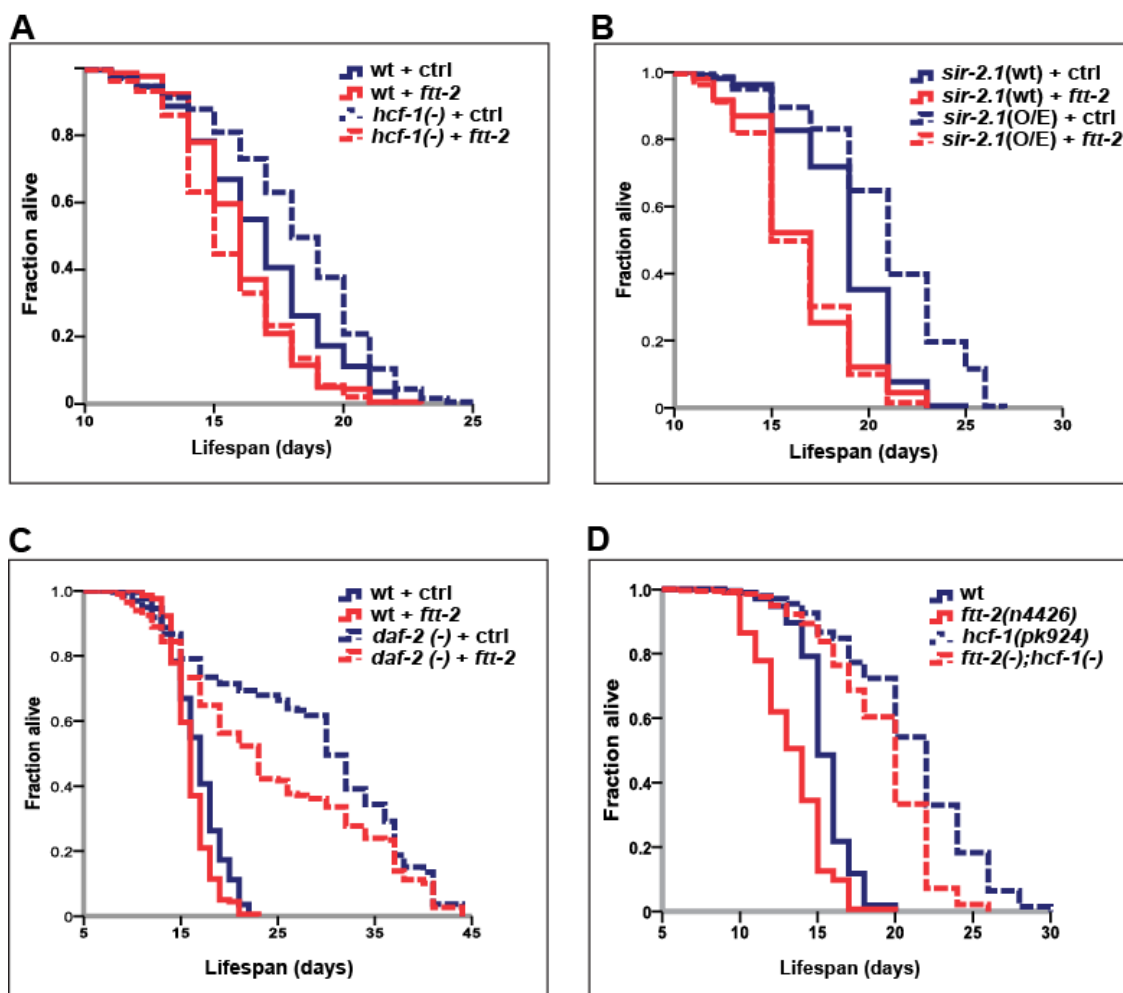 A
wt + ctrl
wt + ftt-2
hcf-1(-) + ctrl
hcf-1(-) + ftt-2
Fraction alive
0.8
0.6
0.4
0.2
0
10 15 20 25
Lifespan (days)
B
sir-2.1(wt) + ctrl
sir-2.1(wt) + ftt-2
sir-2.1(O/E) + ctrl
sir-2.1(O/E) + ftt-2
Fraction alive
1.0
0.8
0.6
0.4
0.2
0
10 15 20 25 30
Lifespan (days)
C
wt + ctrl
wt + ftt-2
daf-2 (-) + ctrl
daf-2 (-) + ftt-2
Fraction alive
1.0
0.8
0.6
0.4
0.2
0
5 15 25 35 45
Lifespan (days)
D
wt
ftt-2(n4426)
hcf-1(pk924)
ftt-2(-);hcf-1(-)
Fraction alive
1.0
0.8
0.6
0.4
0.2
0
5 10 15 20 25 30
Lifespan (days)